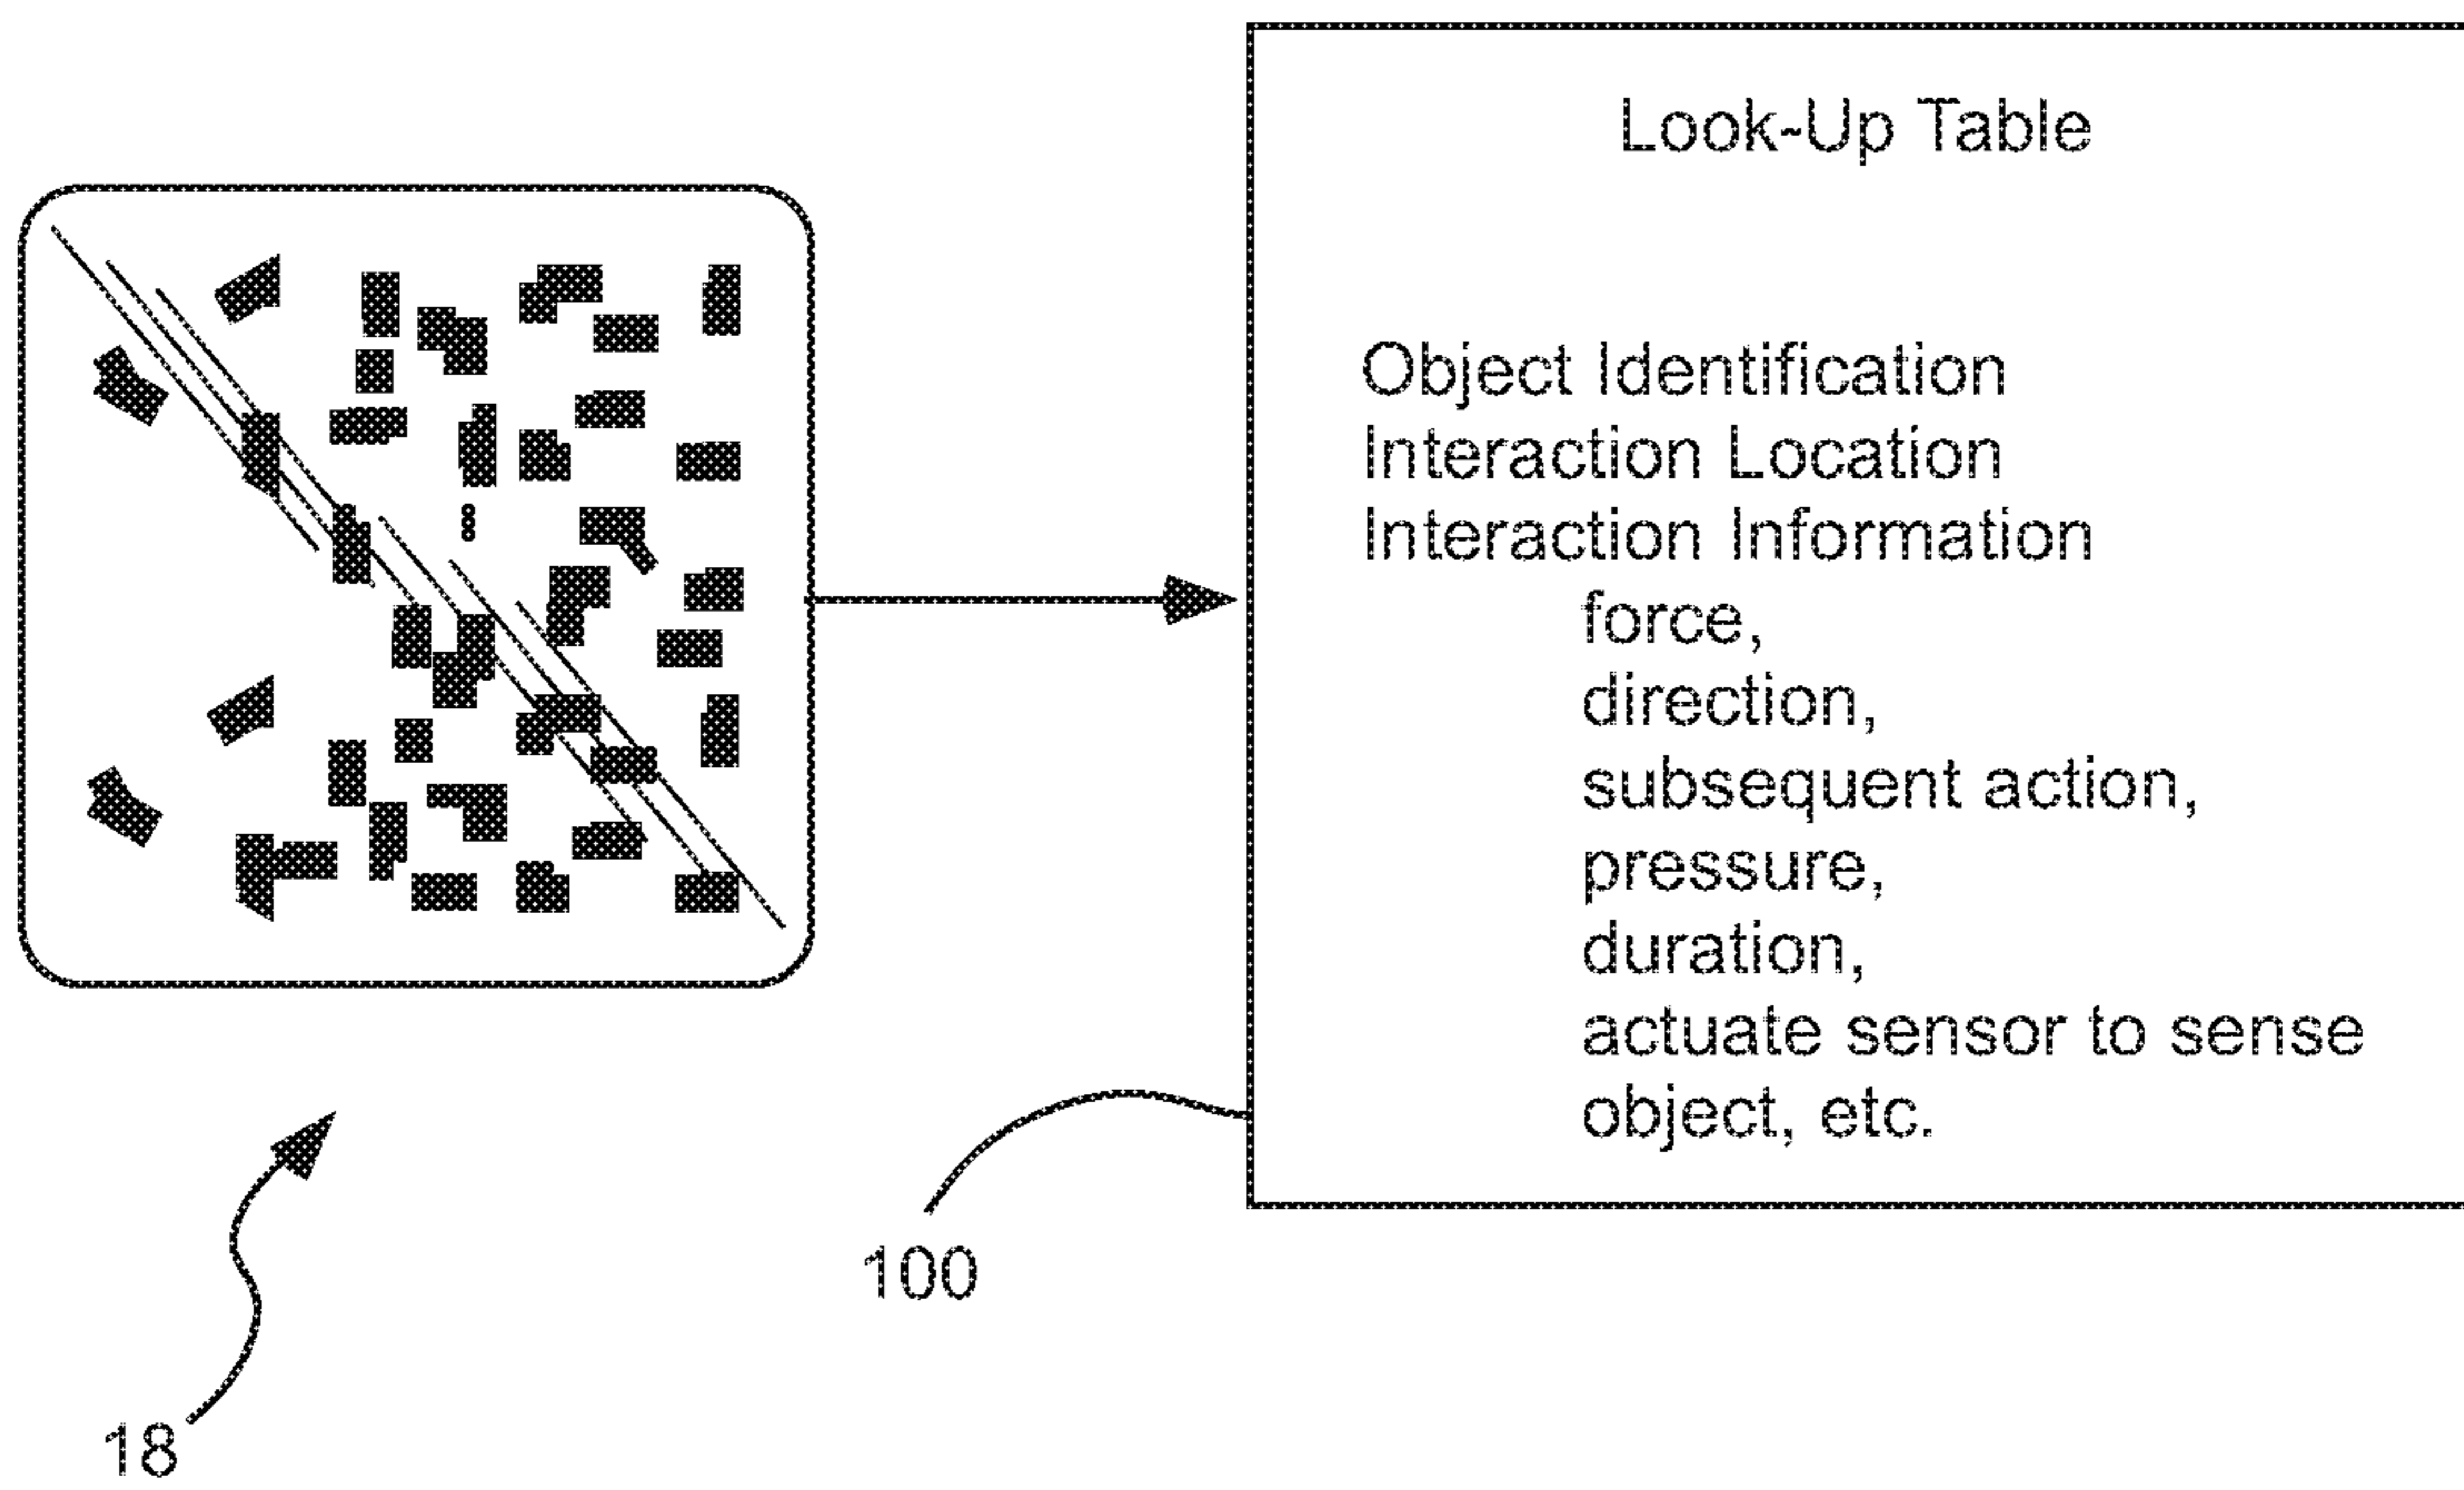 Look-Up Table
Object Identification
Interaction Location
Interaction Information
force,
direction,
subsequent action,
pressure,
duration,
actuate sensor to sense
object, etc.
100
18